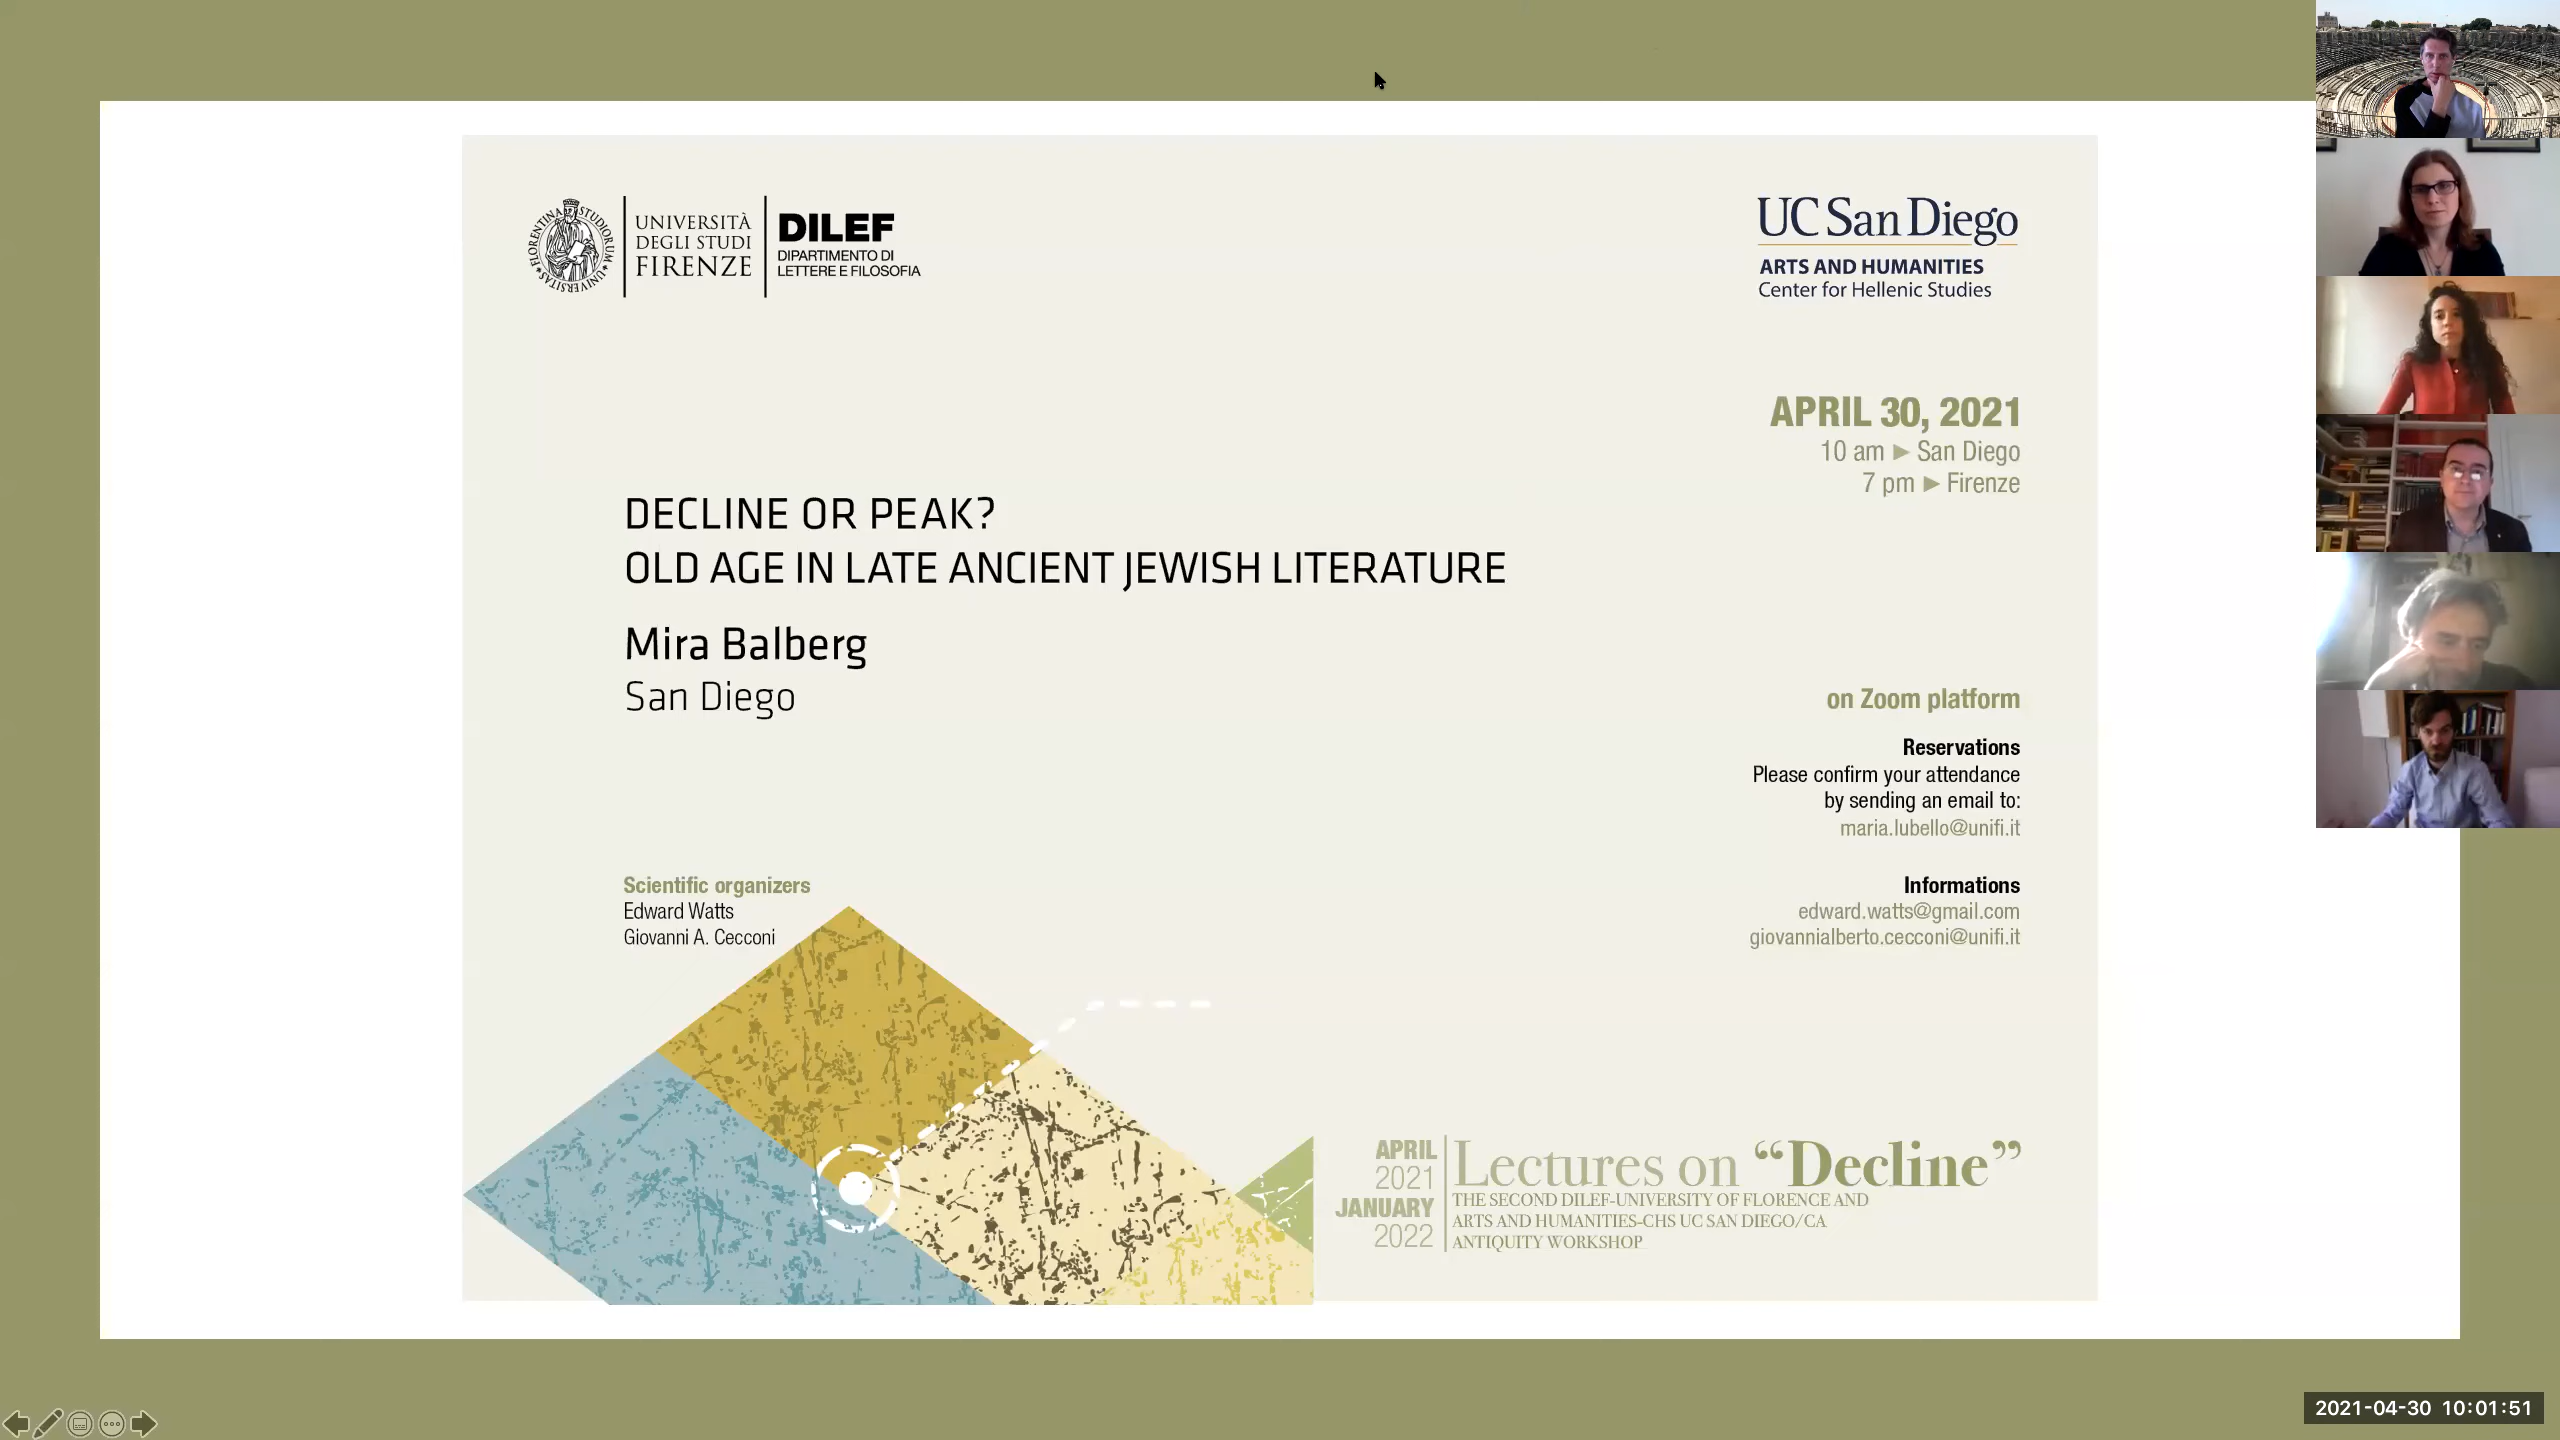 FLORENTINA STUDIORUM UNIVERSITAS
UNIVERSITÀ
DEGLI STUDI
FIRENZE
DILEF
DIPARTIMENTO DI
LETTERE E FILOSOFIA
UC San Diego
ARTS AND HUMANITIES
Center for Hellenic Studies
APRIL 30, 2021
10 am ▶ San Diego
7 pm ▶ Firenze
DECLINE OR PEAK?
OLD AGE IN LATE ANCIENT JEWISH LITERATURE
Mira Balberg
San Diego
on Zoom platform
Reservations
Please confirm your attendance
by sending an email to:
maria.lubello@unifi.it
Scientific organizers
Edward Watts
Giovanni A. Cecconi
Informations
edward.watts@gmail.com
giovannialberto.cecconi@unifi.it
APRIL
2021
JANUARY
2022
Lectures on “Decline”
THE SECOND DILEF-UNIVERSITY OF FLORENCE AND
ARTS AND HUMANITIES-CHS UC SAN DIEGO/CA
ANTIQUITY WORKSHOP
2021-04-30 10:01:51